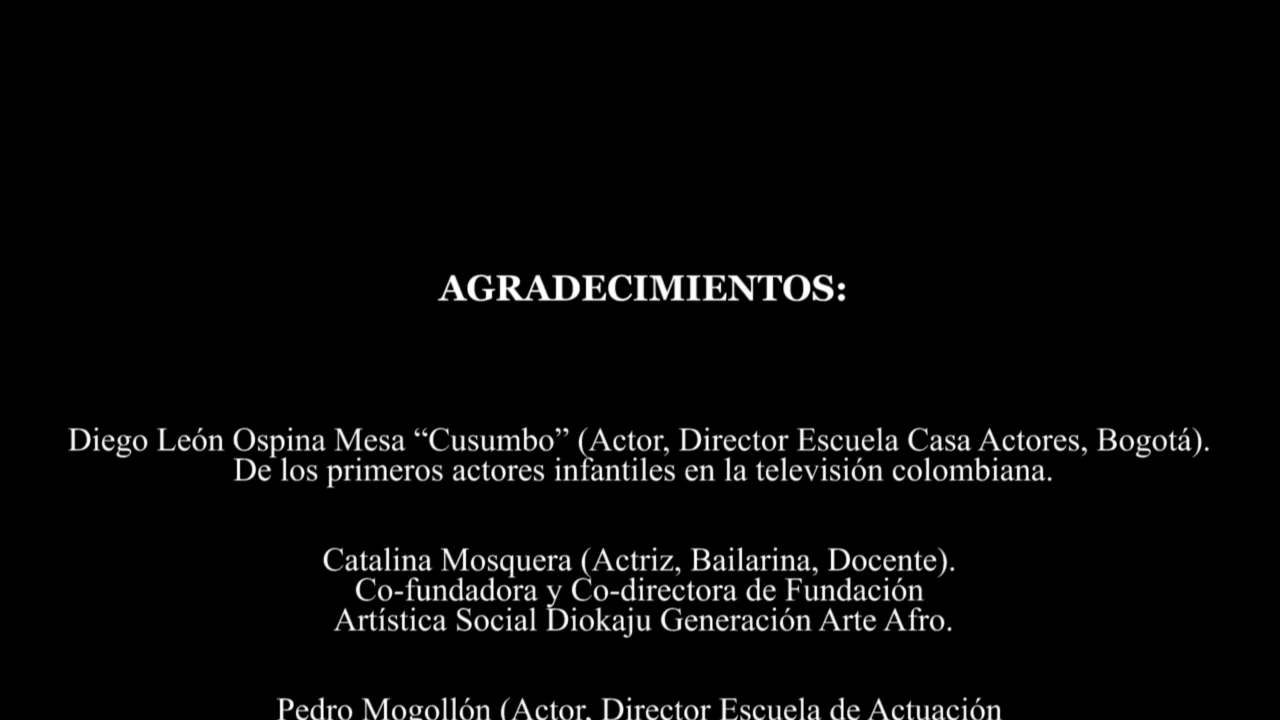 AGRADECIMIENTOS:
Diego León Ospina Mesa “Cusumbo” (Actor, Director Escuela Casa Actores, Bogotá).
De los primeros actores infantiles en la televisión colombiana.
Catalina Mosquera (Actriz, Bailarina, Docente).
Co-fundadora y Co-directora de Fundación
Artística Social Diokaju Generación Arte Afro.
Pedro Mogollón (Actor, Director Escuela de Actuación